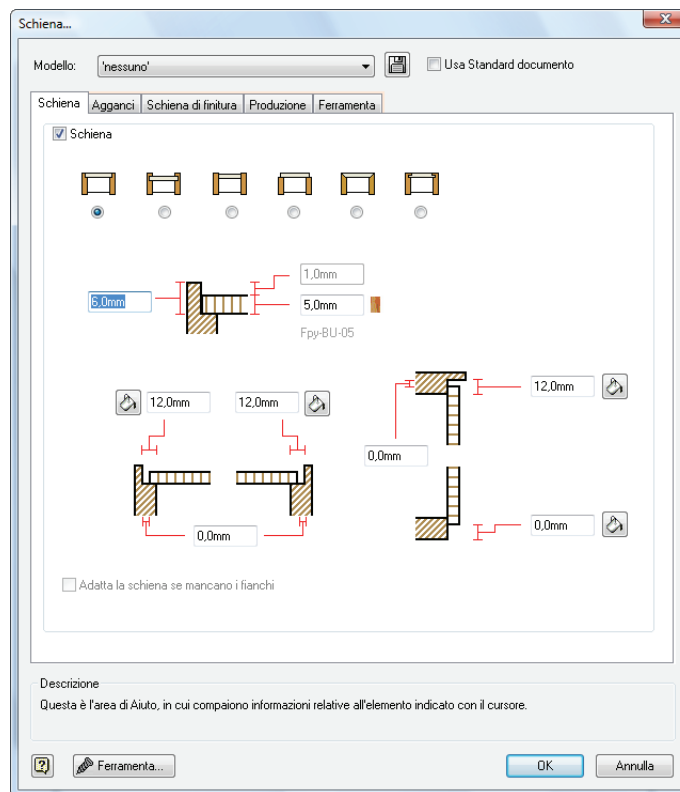 Schiena...
Modello: 'nessuno' Usa Standard documento
Schiena Agganci Schiena di finitura Produzione Ferramenta
Schiena
1,0mm
6,0mm 5,0mm
Fpy-BU-05
12,0mm 12,0mm 12,0mm
0,0mm
0,0mm 0,0mm
Adatta la schiena se mancano i fianchi
Descrizione
Questa è l'area di Aiuto, in cui compaiono informazioni relative all'elemento indicato con il cursore.
? Ferramenta... OK Annulla